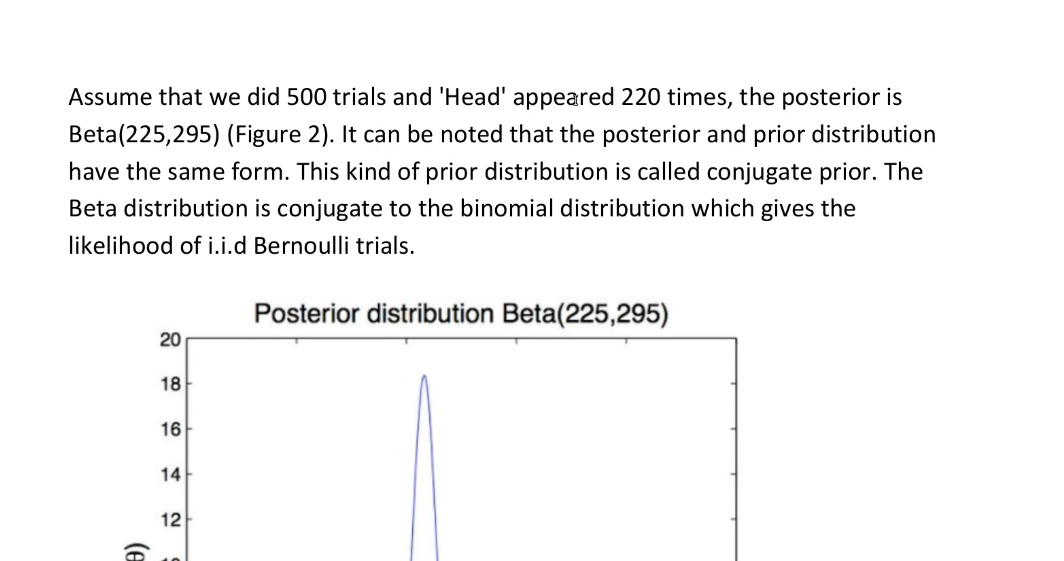 Assume that we did 500 trials and 'Head' appeared 220 times, the posterior is
Beta(225,295) (Figure 2). It can be noted that the posterior and prior distribution
have the same form. This kind of prior distribution is called conjugate prior. The
Beta distribution is conjugate to the binomial distribution which gives the
likelihood of i.i.d Bernoulli trials.
Posterior distribution Beta(225,295)
20
18
16
14
12